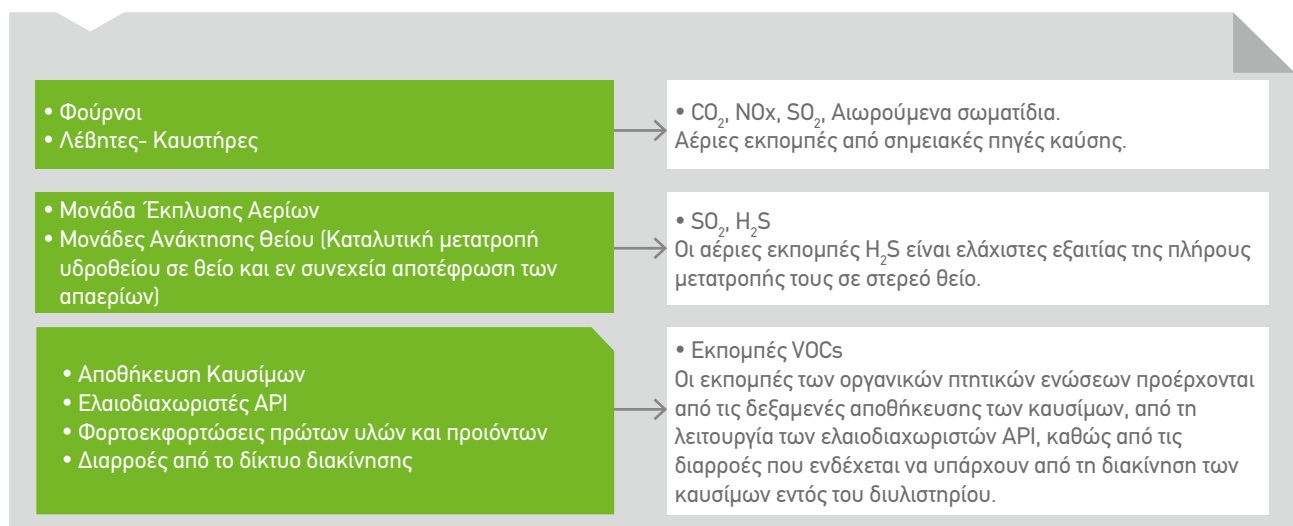 • Φούρνοι
• Λέβητες- Καυστήρες
• CO₂, NOx, SO₂, Αιωρούμενα σωματίδια.
Αέριες εκπομπές από σημειακές πηγές καύσης.
• Μονάδα Έκπλυσης Αερίων
• Μονάδες Ανάκτησης Θείου (Καταλυτική μετατροπή
υδροθείου σε θείο και εν συνεχεία αποτέφρωση των
απαερίων)
• SO₂, H₂S
Οι αέριες εκπομπές H₂S είναι ελάχιστες εξαιτίας της πλήρους
μετατροπής τους σε στερεό θείο.
• Αποθήκευση Καυσίμων
• Ελαιοδιαχωριστές API
• Φορτοεκφορτώσεις πρώτων υλών και προιόντων
• Διαρροές από το δίκτυο διακίνησης
• Εκπομπές VOCs
Οι εκπομπές των οργανικών πτητικών ενώσεων προέρχονται
από τις δεξαμενές αποθήκευσης των καυσίμων, από τη
λειτουργία των ελαιοδιαχωριστών API, καθώς από τις
διαρροές που ενδέχεται να υπάρχουν από τη διακίνηση των
καυσίμων εντός του διυλιστηρίου.